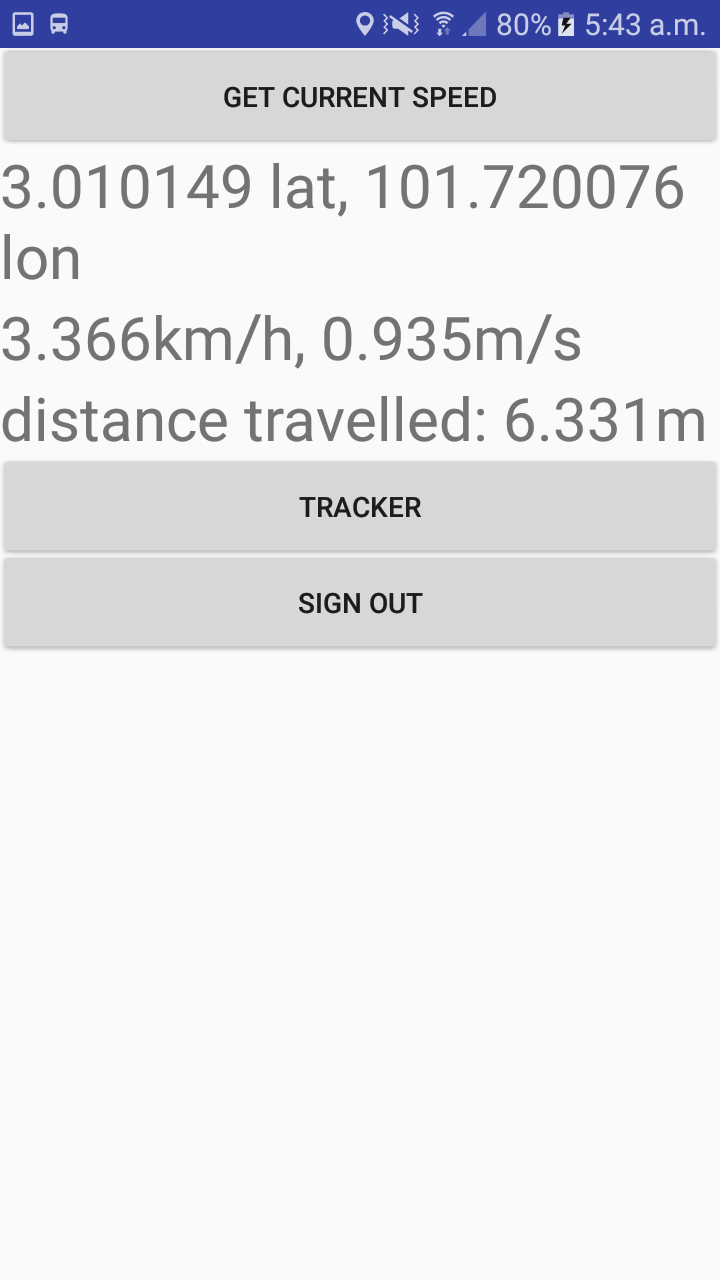 80% 5:43 a.m.
GET CURRENT SPEED
3.010149 lat, 101.720076
lon
3.366km/h, 0.935m/s
distance travelled: 6.331m
TRACKER
SIGN OUT